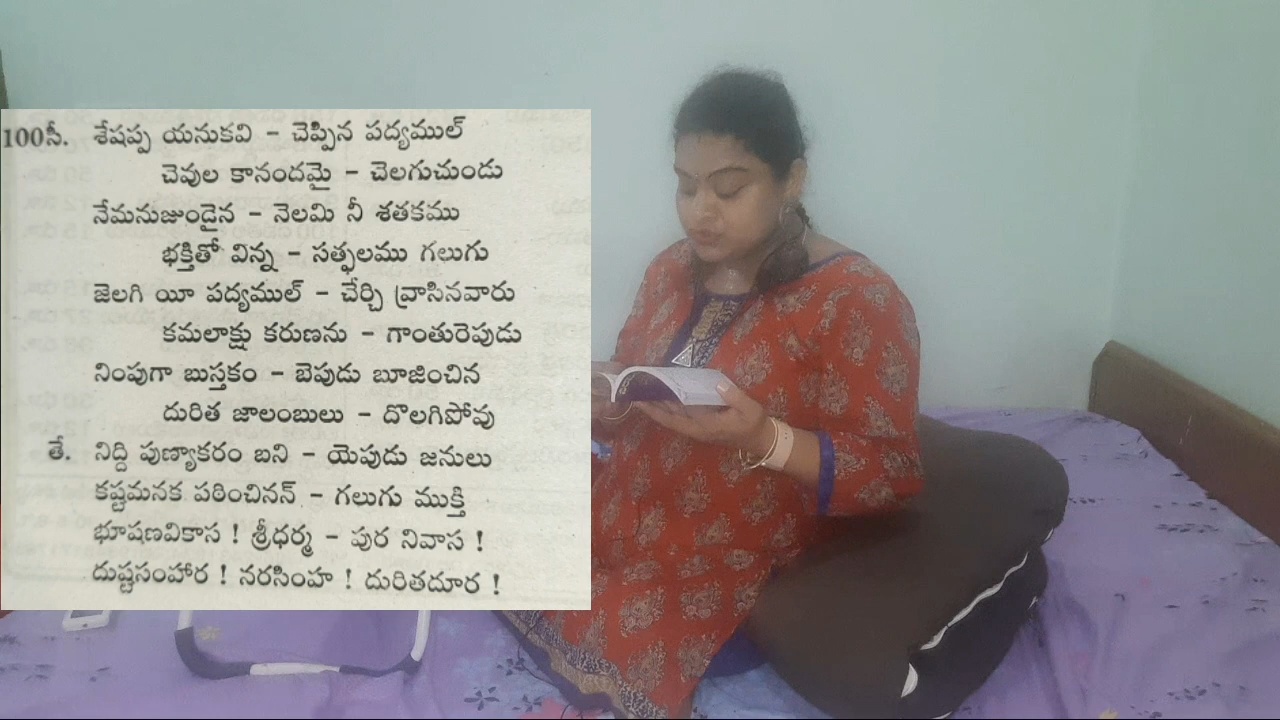 100సీ. శేషప్ప యనుకవి - చెప్పిన పద్యముల్
చెవుల కానందమై - చెలగుచుండు
నేమనుజుండైన - నెలమి నీ శతకము
భక్తితో విన్న - సత్ఫలము గలుగు
జెలగి యీ పద్యముల్ - చేర్చి వ్రాసినవారు
కమలాక్షు కరుణను - గాంతురెపుడు
నింపుగా బుస్తకం - బెపుడు బూజించిన
దురిత జాలంబులు - దొలగిపోవు
తే. నిద్ది పుణ్యాకరం బని - యెపుడు జనులు
కష్టమనక పఠించినన్ - గలుగు ముక్తి
భూషణవికాస ! శ్రీధర్మ - పుర నివాస !
దుష్టసంహార ! నరసింహ ! దురితదూర !